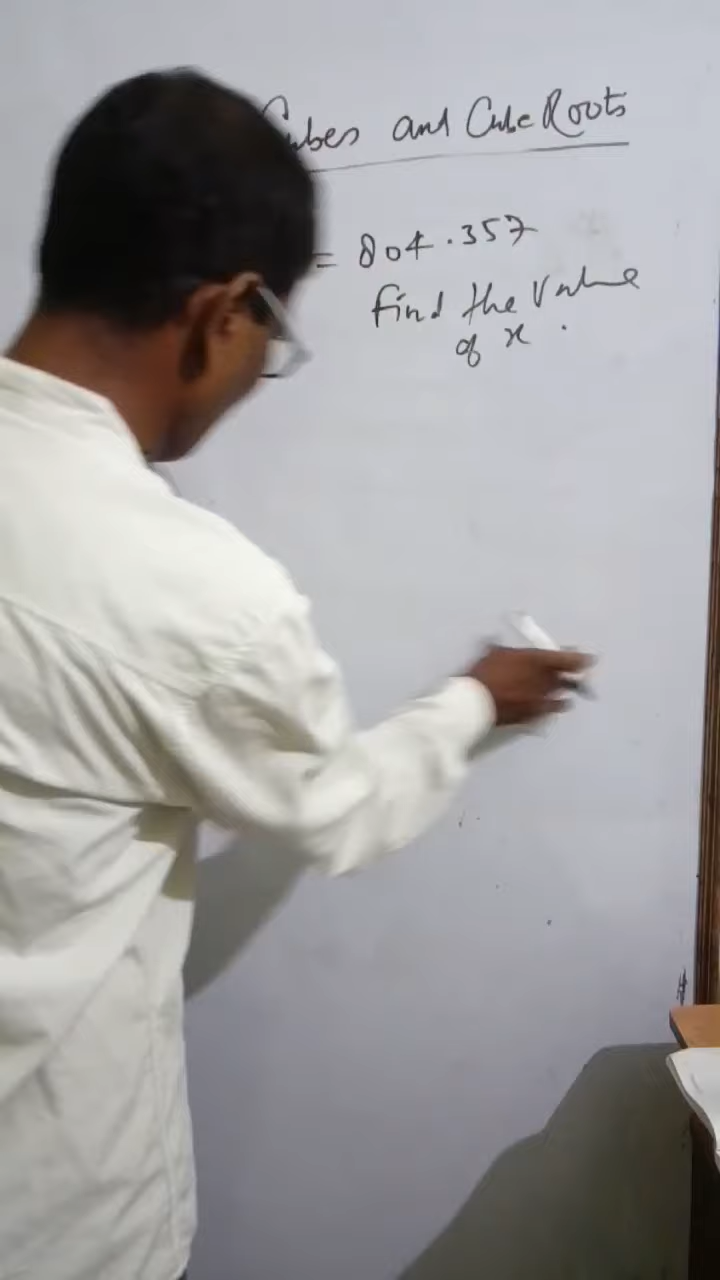 Cubes and Cube Roots
= 804.357
find the Value
of x.